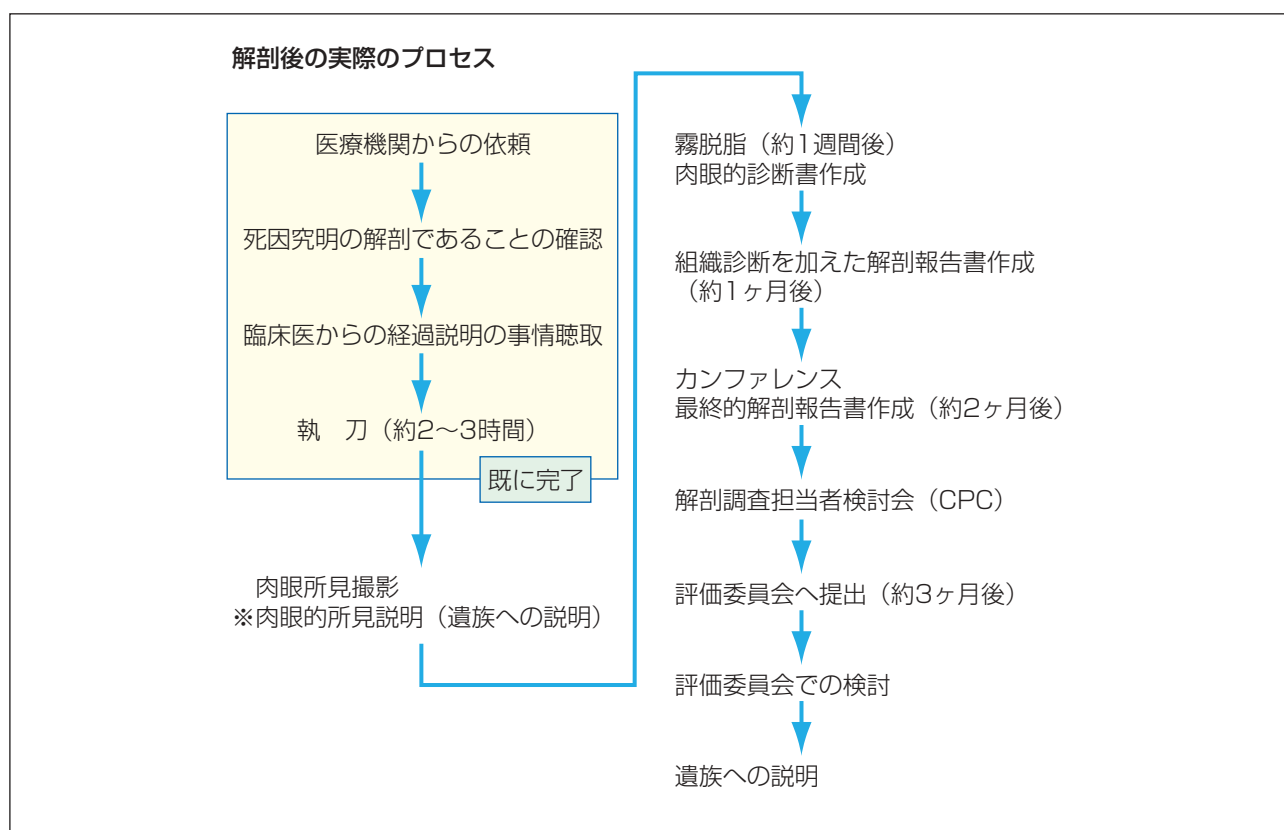 解剖後の実際のプロセス
医療機関からの依頼
死因究明の解剖であることの確認
臨床医からの経過説明の事情聴取
執 刀（約2〜3時間）
既に完了
肉眼所見撮影
※肉眼的所見説明（遺族への説明）
霧脱脂（約1週間後）
肉眼的診断書作成
組織診断を加えた解剖報告書作成
（約1ヶ月後）
カンファレンス
最終的解剖報告書作成（約2ヶ月後）
解剖調査担当者検討会（CPC）
評価委員会へ提出（約3ヶ月後）
評価委員会での検討
遺族への説明